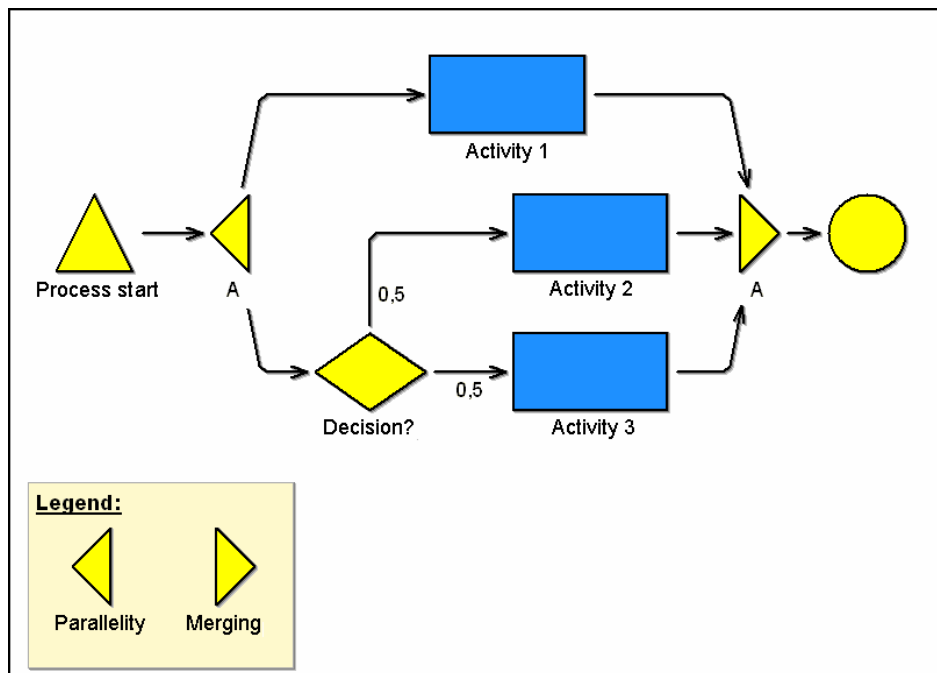 Activity 1
Process start
A
Activity 2
A
0,5
0,5
Decision?
Activity 3
Legend:
Parallelity
Merging